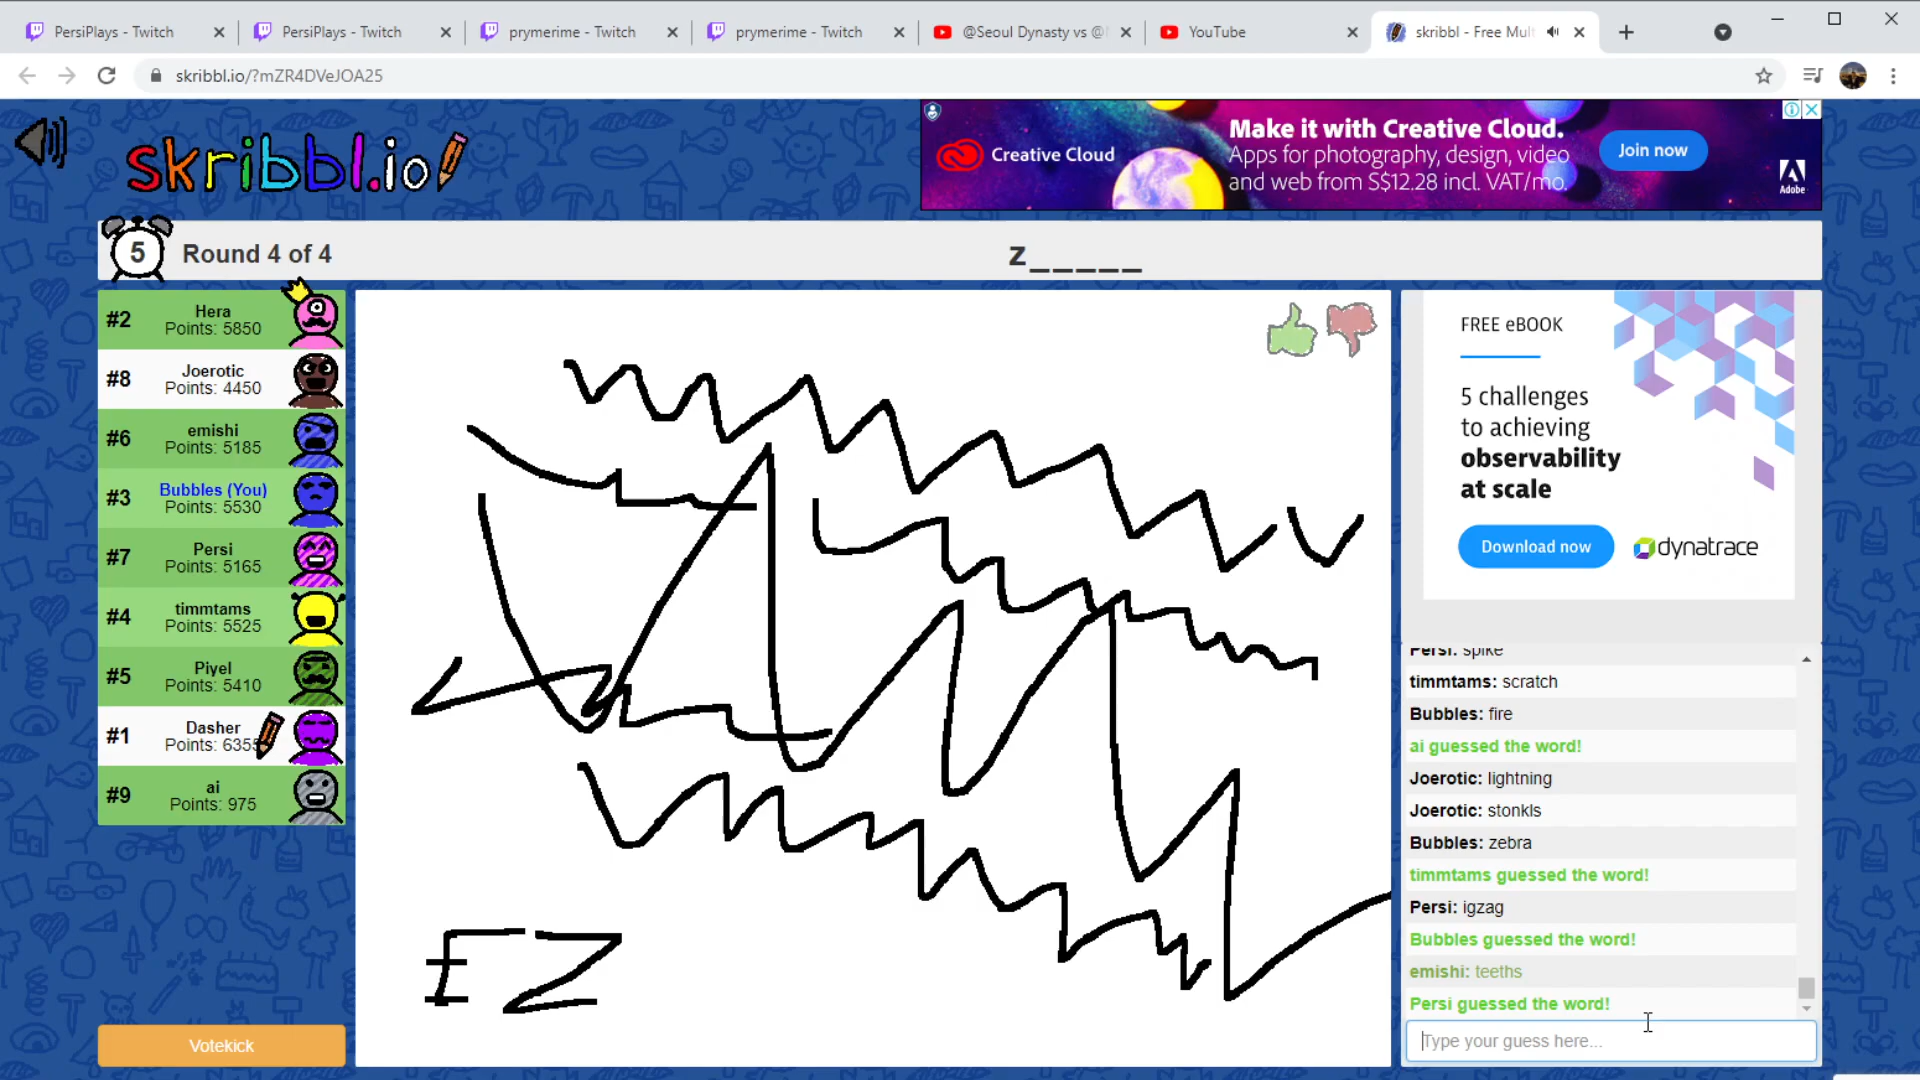 PersiPlays - Twitch
PersiPlays - Twitch
prymerime - Twitch
prymerime - Twitch
@Seoul Dynasty vs @
YouTube
skribbl - Free Mult
skribbl.io/?mZR4DVeJOA25
skribbl.io
Creative Cloud
Make it with Creative Cloud.
Apps for photography, design, video
and web from S$12.28 incl. VAT/mo.
Join now
Adobe
5
Round 4 of 4
z_____
#2
Hera
Points: 5850
#8
Joerotic
Points: 4450
#6
emishi
Points: 5185
#3
Bubbles (You)
Points: 5530
#7
Persi
Points: 5165
#4
timmtams
Points: 5525
#5
Piyel
Points: 5410
#1
Dasher
Points: 6355
#9
ai
Points: 975
Votekick
EZ
FREE eBOOK
5 challenges
to achieving
observability
at scale
Download now
dynatrace
Persi: spike
timmtams: scratch
Bubbles: fire
ai guessed the word!
Joerotic: lightning
Joerotic: stonkls
Bubbles: zebra
timmtams guessed the word!
Persi: igzag
Bubbles guessed the word!
emishi: teeths
Persi guessed the word!
Type your guess here...